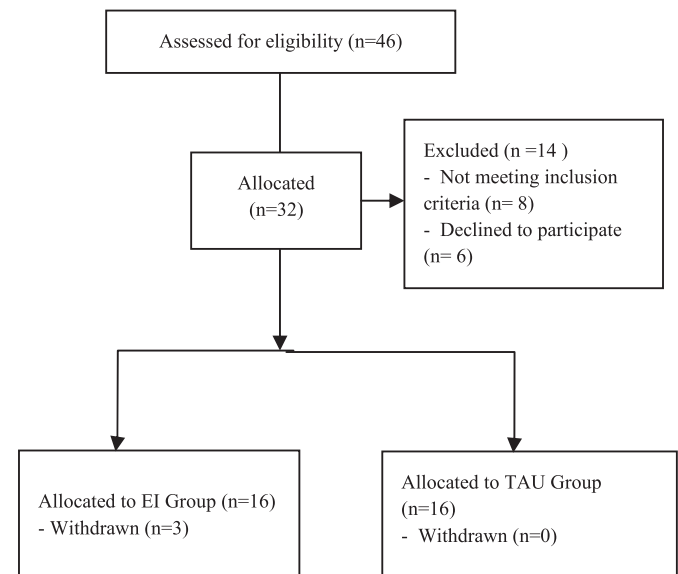 Assessed for eligibility (n=46)
Allocated
(n=32)
Excluded (n =14 )
- Not meeting inclusion
criteria (n= 8)
- Declined to participate
(n= 6)
Allocated to EI Group (n=16)
- Withdrawn (n=3)
Allocated to TAU Group
(n=16)
- Withdrawn (n=0)